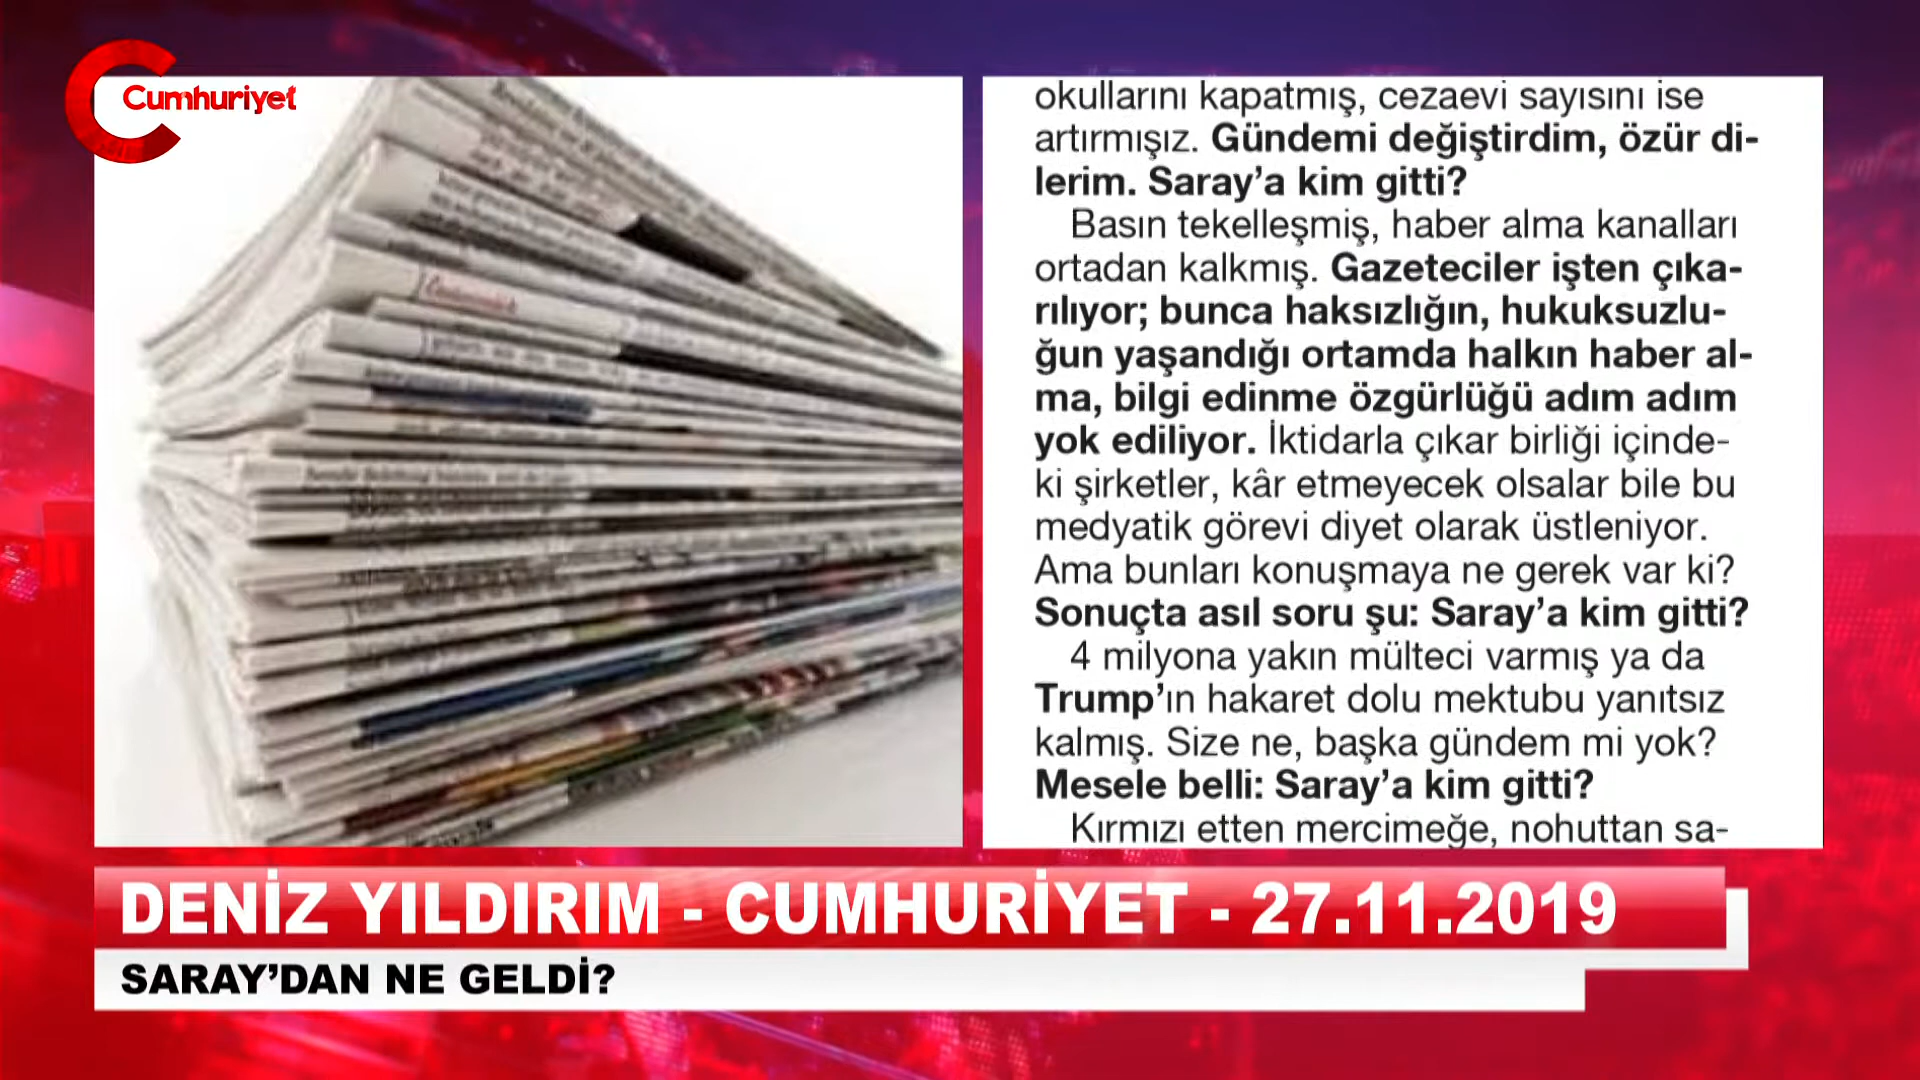 Cumhuriyet
okullarını kapatmış, cezaevi sayısını ise
artırmışız. Gündemi değiştirdim, özür di-
lerim. Saray’a kim gitti?
Basın tekelleşmiş, haber alma kanalları
ortadan kalkmış. Gazeteciler işten çıka-
rılıyor; bunca haksızlığın, hukuksuzlu-
ğun yaşandığı ortamda halkın haber al-
ma, bilgi edinme özgürlüğü adım adım
yok ediliyor. İktidarla çıkar birliği içinde-
ki şirketler, kâr etmeyecek olsalar bile bu
medyatik görevi diyet olarak üstleniyor.
Ama bunları konuşmaya ne gerek var ki?
Sonuçta asıl soru şu: Saray’a kim gitti?
4 milyona yakın mülteci varmış ya da
Trump’ın hakaret dolu mektubu yanıtsız
kalmış. Size ne, başka gündem mi yok?
Mesele belli: Saray’a kim gitti?
Kırmızı etten mercimeğe, nohuttan sa-
DENİZ YILDIRIM - CUMHURİYET - 27.11.2019
SARAY’DAN NE GELDİ?